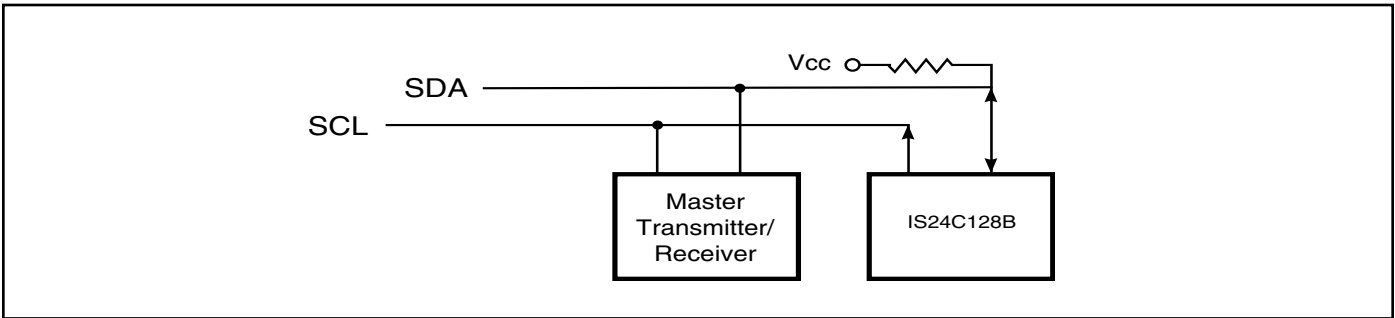 Vcc
SDA
SCL
Master
Transmitter/
Receiver
IS24C128B